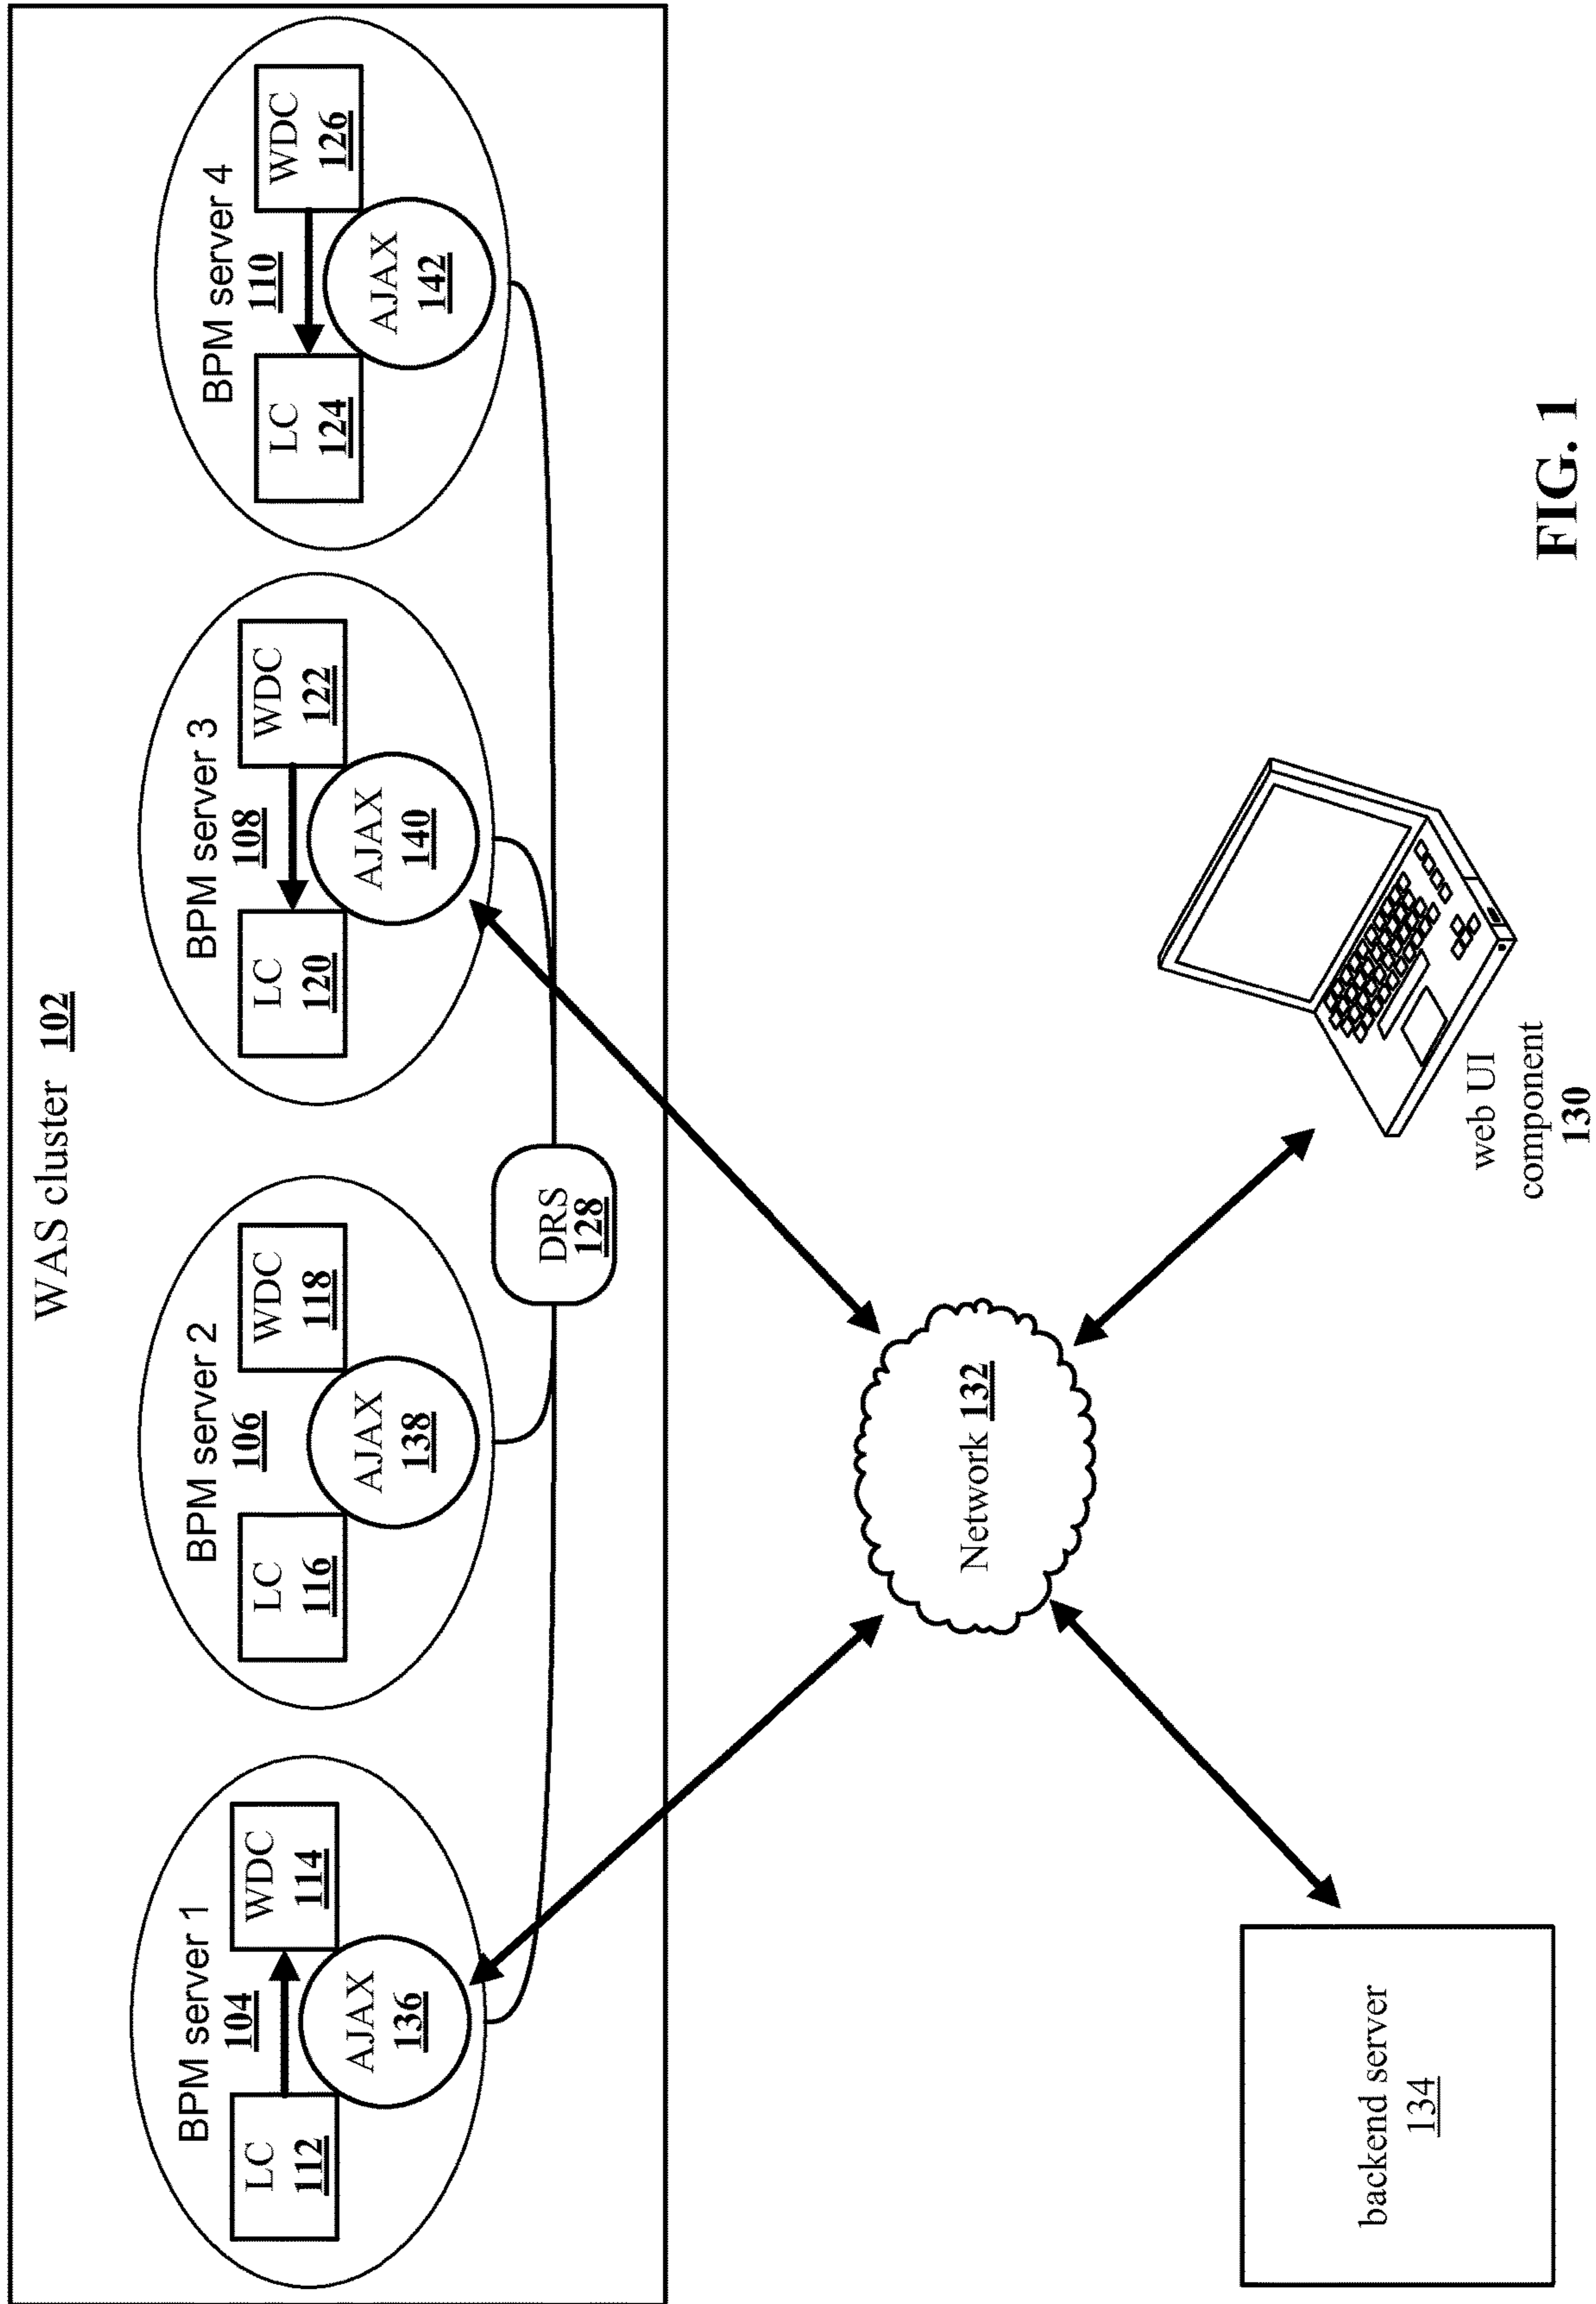 WAS cluster 102
BPM server 1
104
LC
112
WDC
114
AJAX
136
BPM server 2
106
LC
116
WDC
118
AJAX
138
BPM server 3
108
LC
120
WDC
122
AJAX
140
BPM server 4
110
LC
124
WDC
126
AJAX
142
DRS
128
Network 132
backend server
134
web UI
component
130
FIG. 1